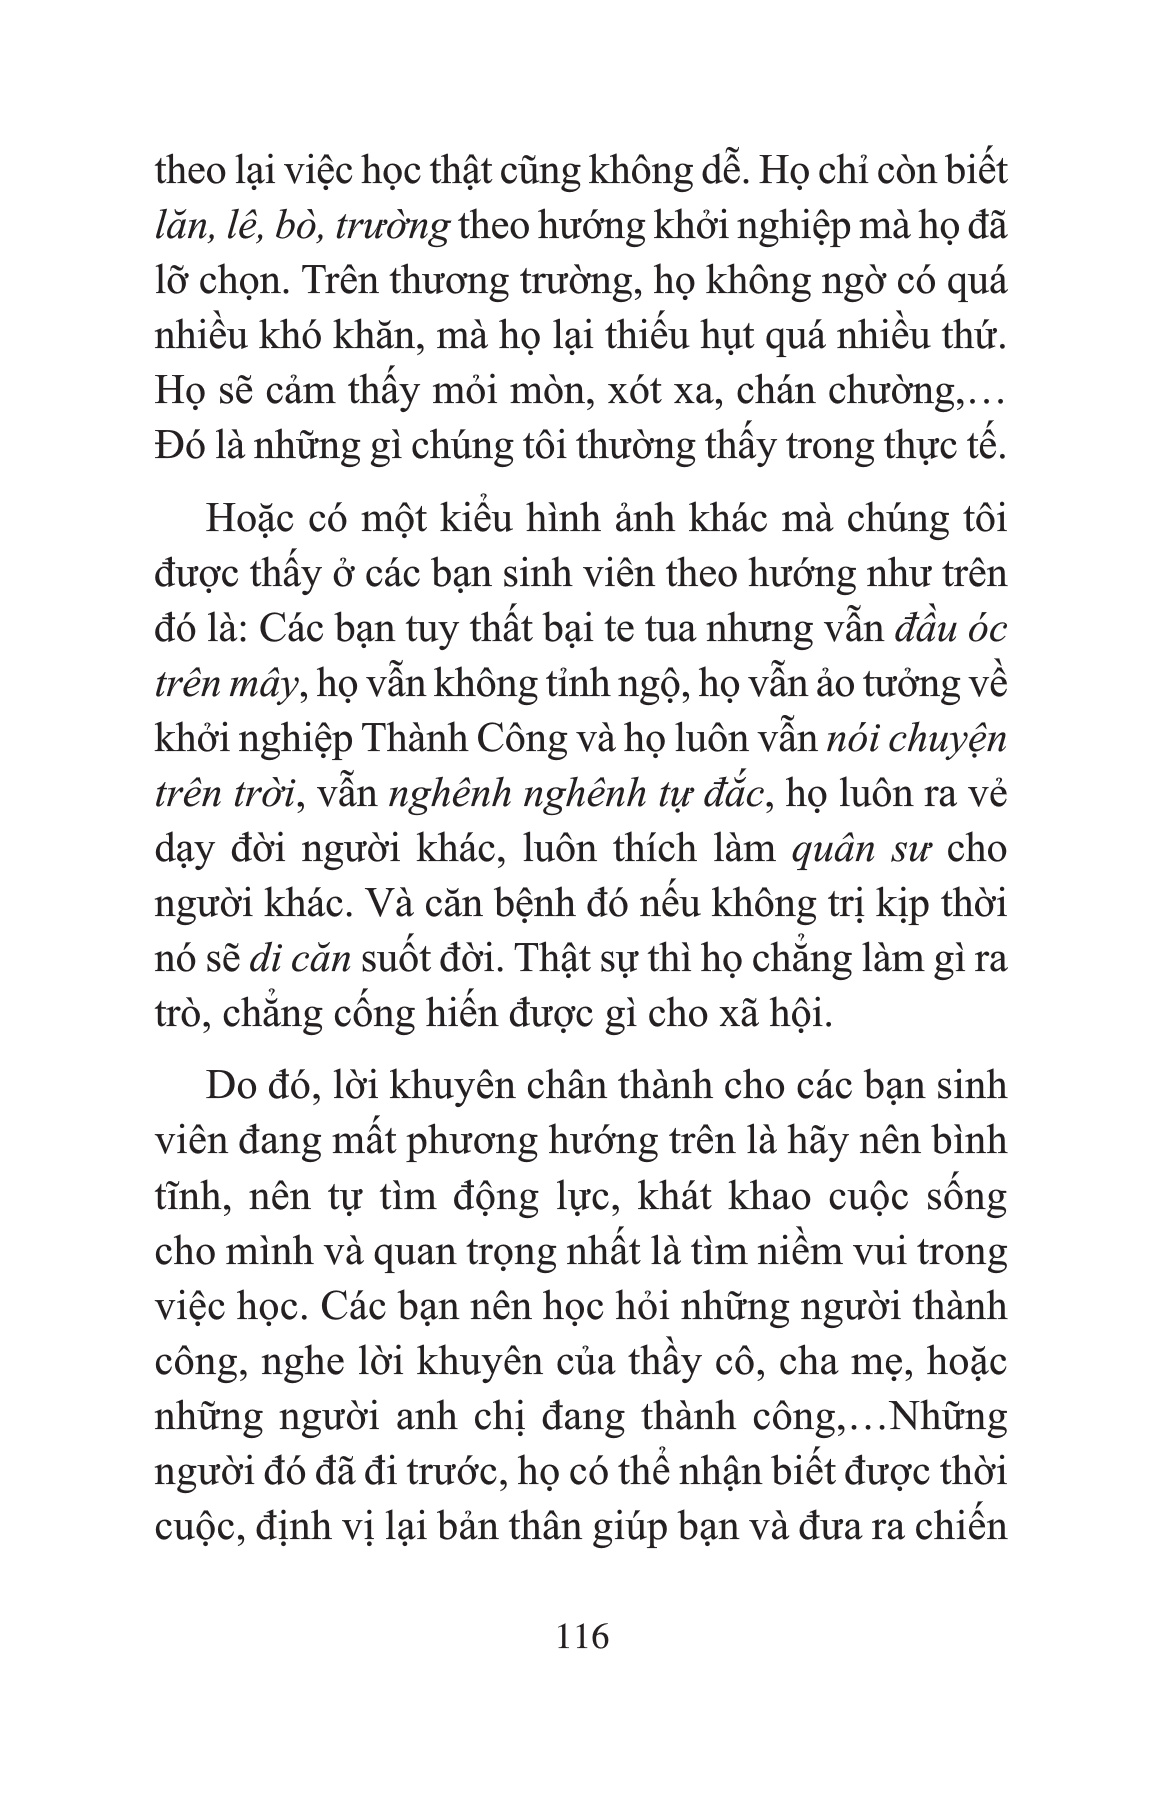 theo lại việc học thật cũng không dễ. Họ chỉ còn biết
lăn, lê, bò, trường theo hướng khởi nghiệp mà họ đã
lỡ chọn. Trên thương trường, họ không ngờ có quá
nhiều khó khăn, mà họ lại thiếu hụt quá nhiều thứ.
Họ sẽ cảm thấy mỏi mòn, xót xa, chán chường,…
Đó là những gì chúng tôi thường thấy trong thực tế.
Hoặc có một kiểu hình ảnh khác mà chúng tôi
được thấy ở các bạn sinh viên theo hướng như trên
đó là: Các bạn tuy thất bại te tua nhưng vẫn đầu óc
trên mây, họ vẫn không tỉnh ngộ, họ vẫn ảo tưởng về
khởi nghiệp Thành Công và họ luôn vẫn nói chuyện
trên trời, vẫn nghênh nghênh tự đắc, họ luôn ra vẻ
dạy đời người khác, luôn thích làm quân sư cho
người khác. Và căn bệnh đó nếu không trị kịp thời
nó sẽ di căn suốt đời. Thật sự thì họ chẳng làm gì ra
trò, chẳng cống hiến được gì cho xã hội.
Do đó, lời khuyên chân thành cho các bạn sinh
viên đang mất phương hướng trên là hãy nên bình
tĩnh, nên tự tìm động lực, khát khao cuộc sống
cho mình và quan trọng nhất là tìm niềm vui trong
việc học. Các bạn nên học hỏi những người thành
công, nghe lời khuyên của thầy cô, cha mẹ, hoặc
những người anh chị đang thành công,…Những
người đó đã đi trước, họ có thể nhận biết được thời
cuộc, định vị lại bản thân giúp bạn và đưa ra chiến
116